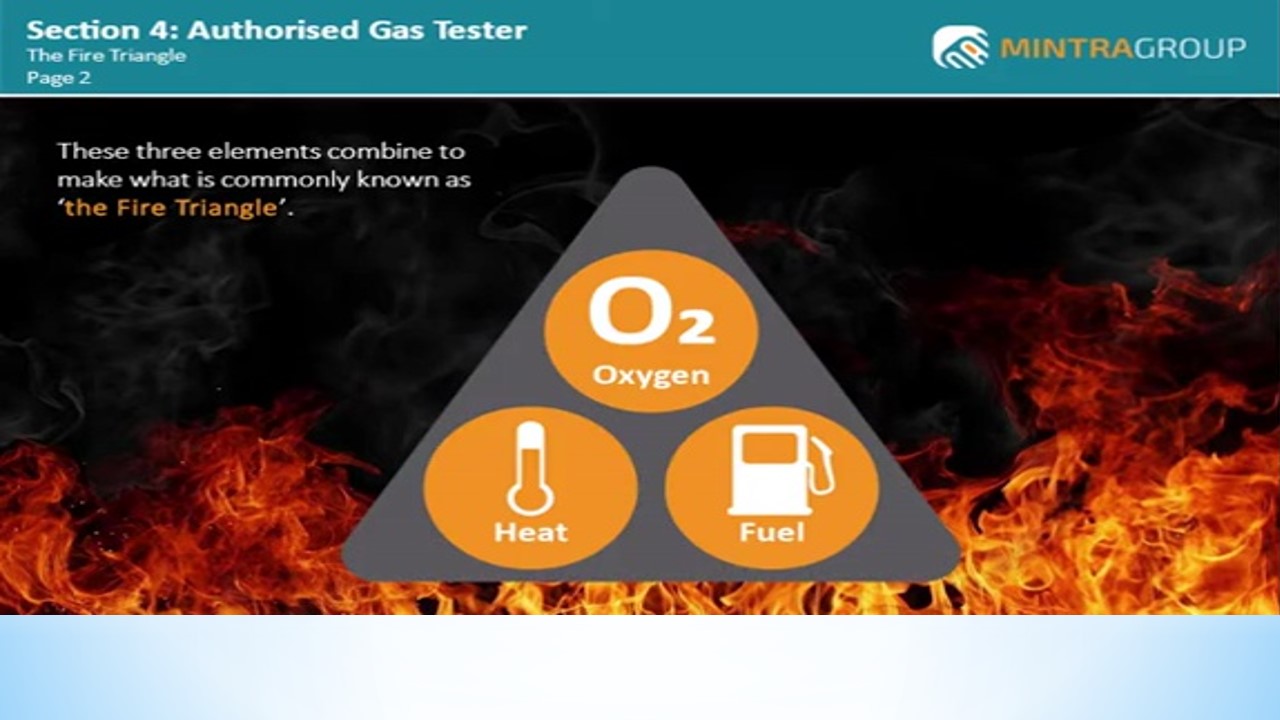 Section 4: Authorised Gas Tester
The Fire Triangle
Page 2
MINTRAGROUP
These three elements combine to
make what is commonly known as
‘the Fire Triangle’.
O₂
Oxygen
Heat
Fuel